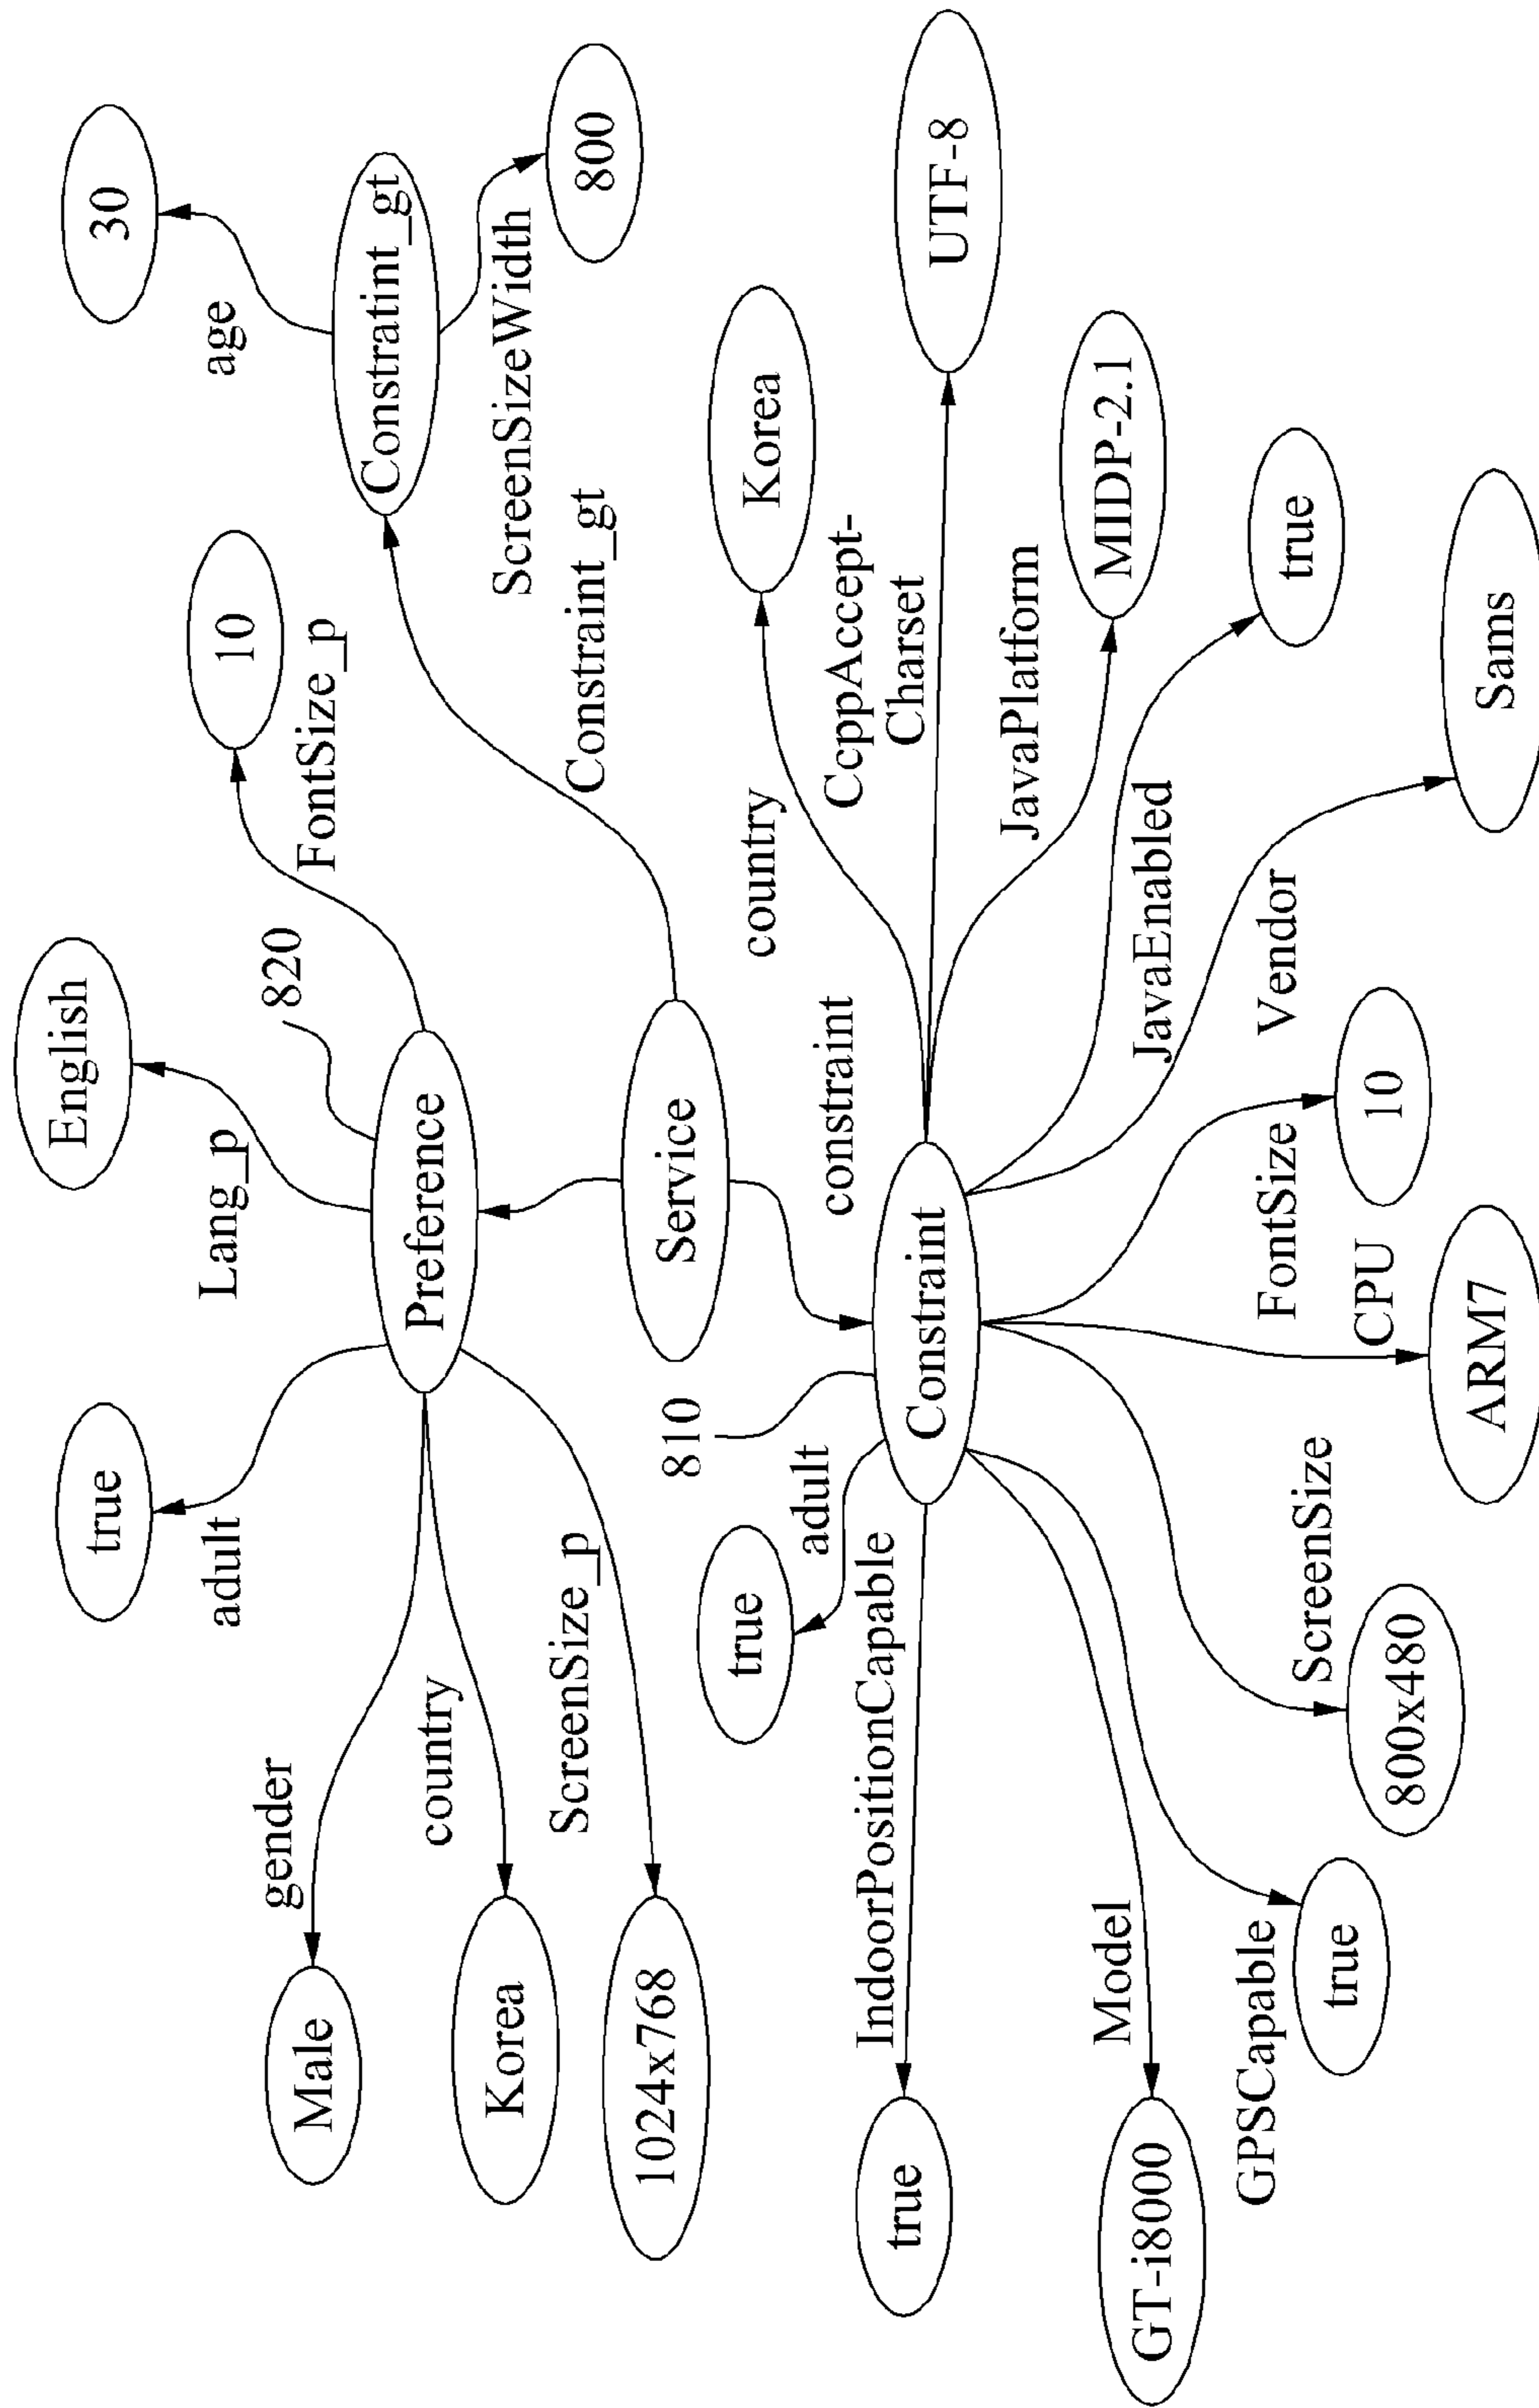 English
true
adult
Lang_p
820
10
FontSize_p
30
age
gender
Male
country
Korea
Preference
Constratint_gt
ScreenSizeWidth
800
ScreenSize_p
1024x768
Service
Constraint_gt
810
true
adult
constraint
country
Korea
IndoorPositionCapable
true
Constraint
CcppAccept-
Charset
UTF-8
JavaPlatform
MIDP-2.1
Model
GT-i8000
JavaEnabled
true
GPSCapable
true
ScreenSize
800x480
FontSize
10
Vendor
Sams
CPU
ARM7